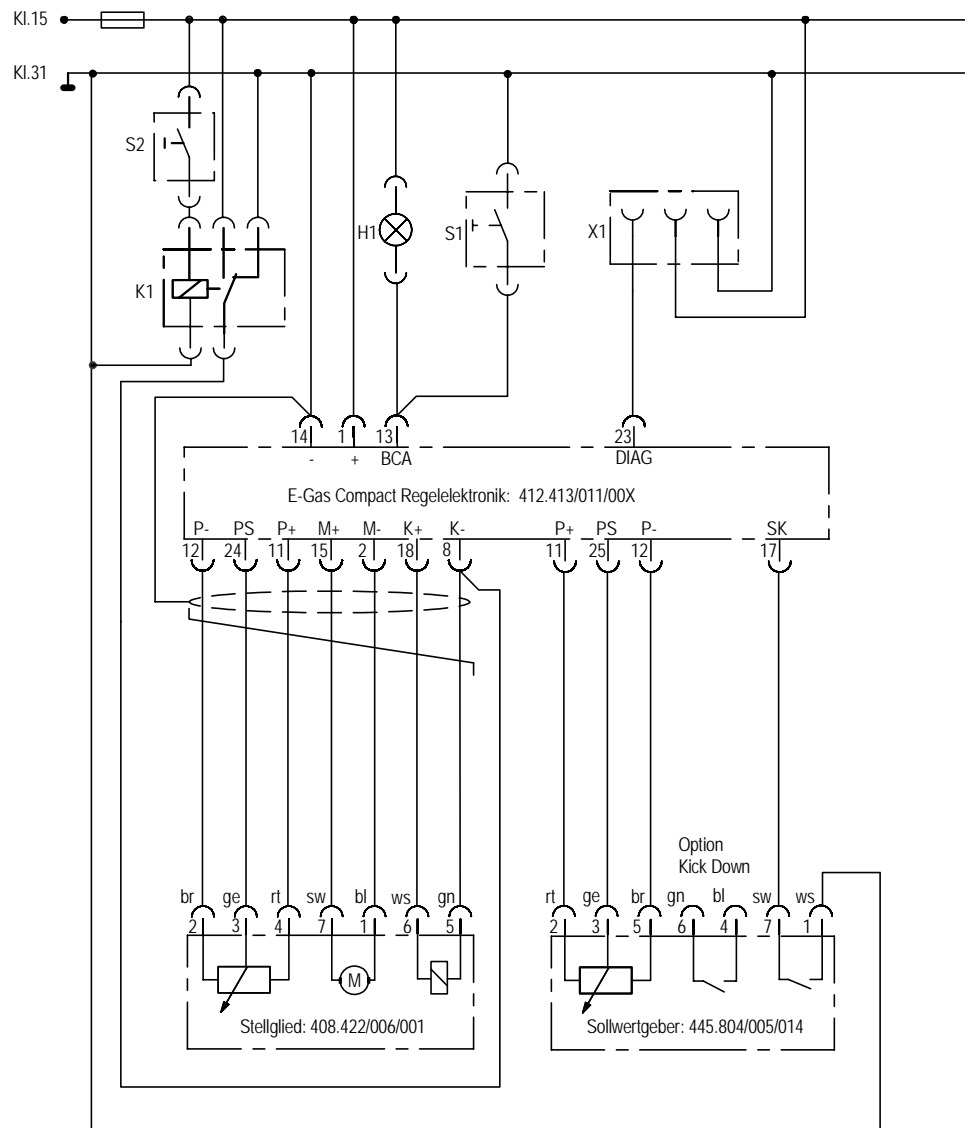 Kl.15
Kl.31
S2
K1
H1
S1
X1
14 1 13 23
- + BCA DIAG
E-Gas Compact Regelelektronik: 412.413/011/00X
P- PS P+ M+ M- K+ K- P+ PS P- SK
12 24 11 15 2 18 8 11 25 12 17
Option
Kick Down
br ge rt sw bl ws gn rt ge br gn bl sw ws
2 3 4 7 1 6 5 2 3 5 6 4 7 1
M
Stellglied: 408.422/006/001 Sollwertgeber: 445.804/005/014